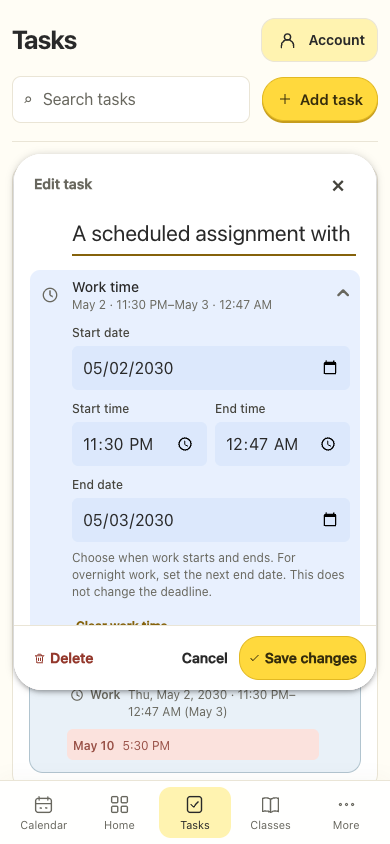 Tasks
Account
Search tasks
Add task
Edit task
A scheduled assignment with
Work time
May 2 · 11:30 PM–May 3 · 12:47 AM
Start date
05/02/2030
Start time
End time
11:30 PM
12:47 AM
End date
05/03/2030
Choose when work starts and ends. For
overnight work, set the next end date. This does
not change the deadline.
Clear work time
Delete
Cancel
Save changes
Work Thu, May 2, 2030 · 11:30 PM–
12:47 AM (May 3)
May 10 5:30 PM
Calendar
Home
Tasks
Classes
More